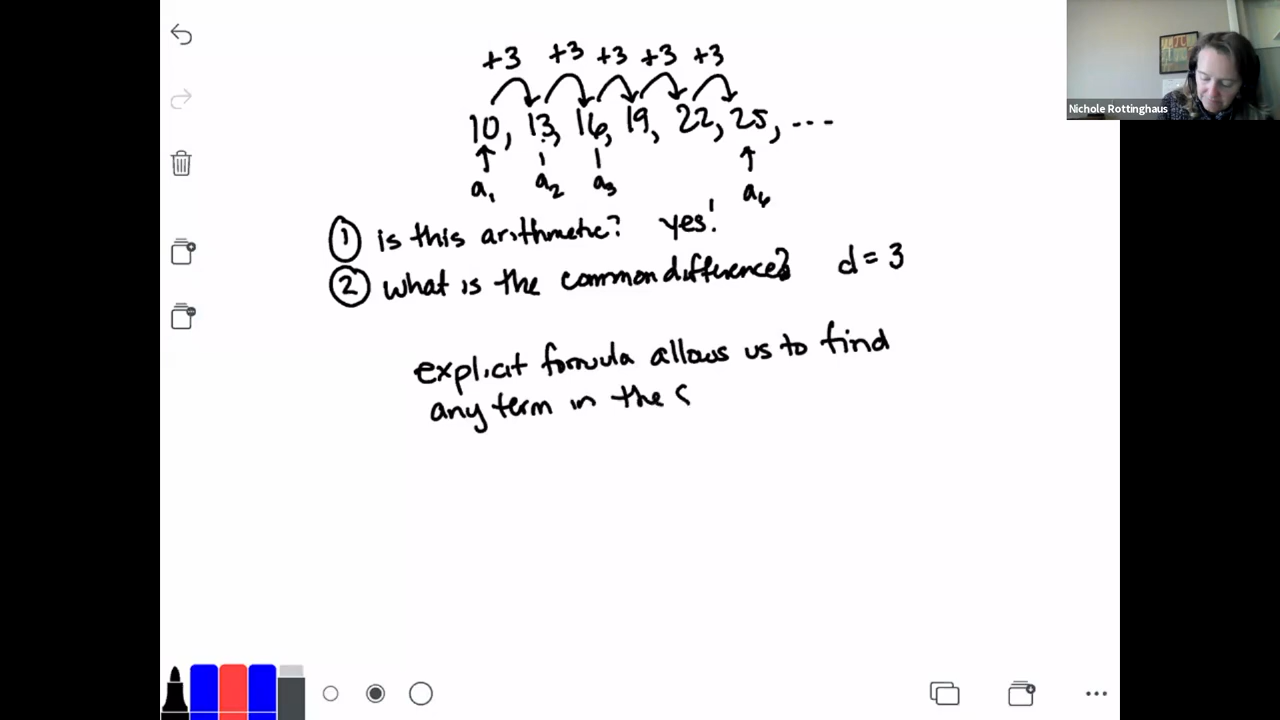 +3 +3 +3 +3 +3
10, 13, 16, 19, 22, 25, ...
a₁ a₂ a₃ a₆
① is this arithmetic? yes!
② what is the common difference? d = 3
explicit formula allows us to find
any term in the s
Nichole Rottinghaus